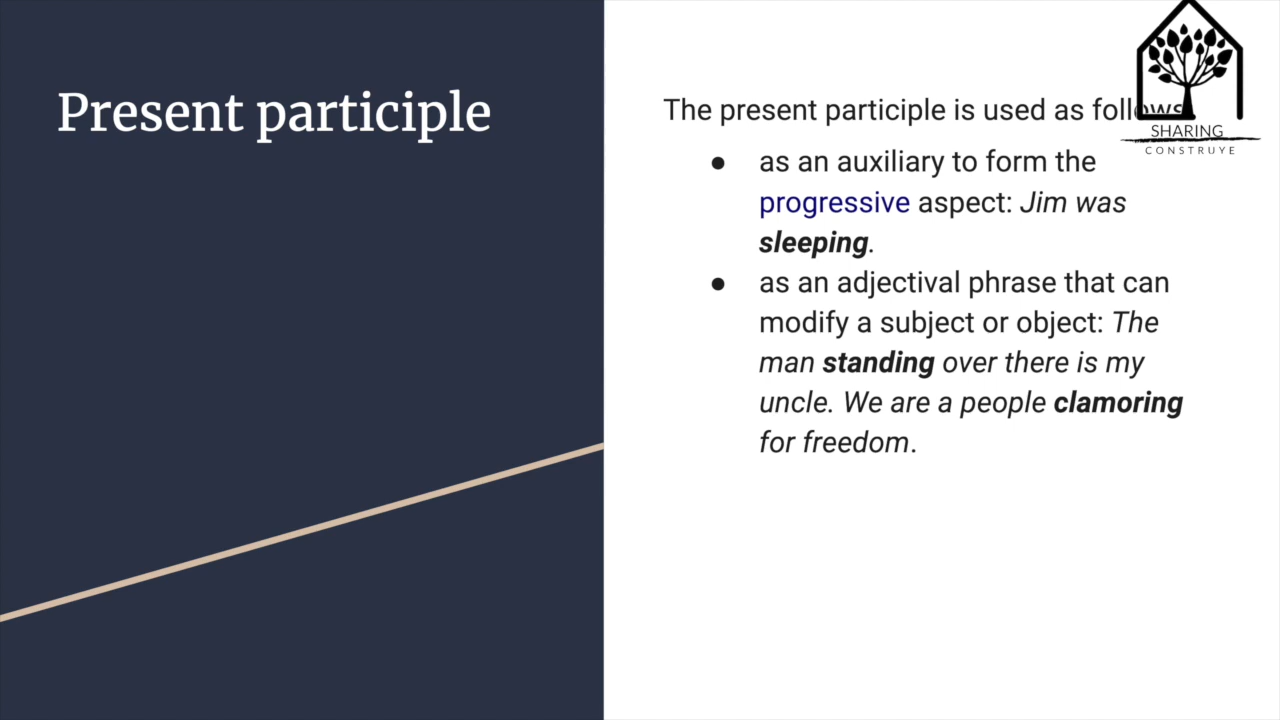 Present participle
The present participle is used as follows
SHARING
CONSTRUYE
● as an auxiliary to form the
progressive aspect: Jim was
sleeping.
● as an adjectival phrase that can
modify a subject or object: The
man standing over there is my
uncle. We are a people clamoring
for freedom.